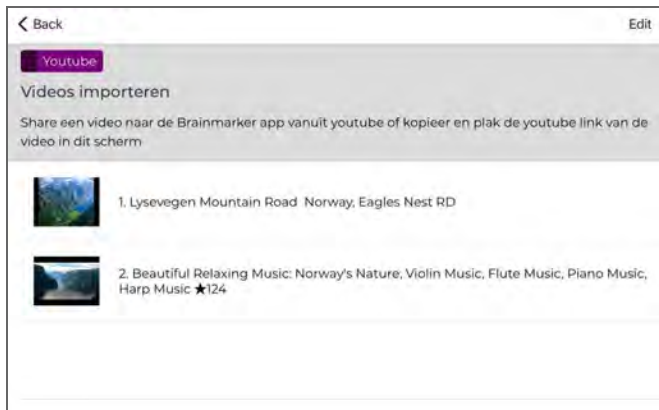 Back
Edit
Youtube
Videos importeren
Share een video naar de Brainmarker app vanuit youtube of kopieer en plak de youtube link van de
video in dit scherm
1. Lysevegen Mountain Road  Norway, Eagles Nest RD
2. Beautiful Relaxing Music: Norway's Nature, Violin Music, Flute Music, Piano Music,
Harp Music ★124